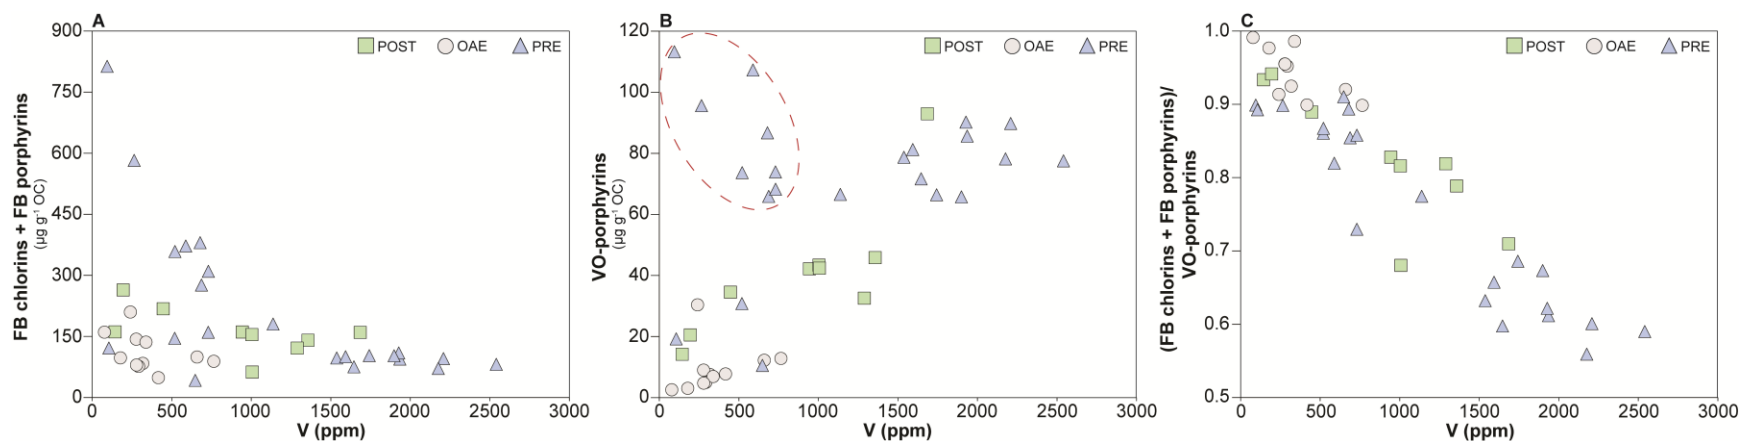 A
FB chlorins + FB porphyrins
(µg g⁻¹ OC)
900
750
600
450
300
150
0
POST OAE PRE
0 500 1000 1500 2000 2500 3000
V (ppm)
B
VO-porphyrins
(µg g⁻¹ OC)
120
100
80
60
40
20
0
POST OAE PRE
0 500 1000 1500 2000 2500 3000
V (ppm)
C
(FB chlorins + FB porphyrins)/
VO-porphyrins
1.0
0.9
0.8
0.7
0.6
0.5
POST OAE PRE
0 500 1000 1500 2000 2500 3000
V (ppm)